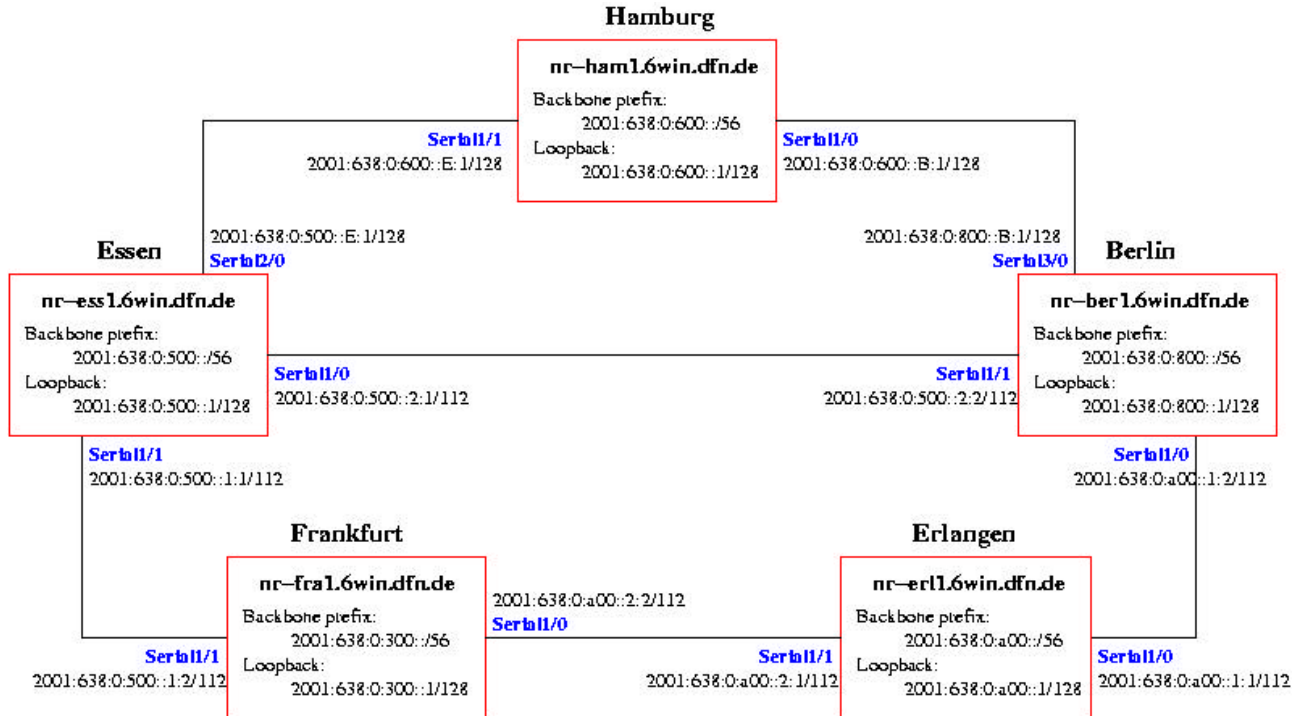 Hamburg
nr-ham1.6win.dfn.de
Backbone prefix:
2001:638:0:600::/56
Loopback:
2001:638:0:600::1/128
Serial1/1
2001:638:0:600::E:1/128
Serial1/0
2001:638:0:600::B:1/128
Essen
2001:638:0:500::E:1/128
Serial2/0
nr-ess1.6win.dfn.de
Backbone prefix:
2001:638:0:500::/56
Loopback:
2001:638:0:500::1/128
Serial1/0
2001:638:0:500::2:1/112
Serial1/1
2001:638:0:500::1:1/112
Berlin
2001:638:0:800::B:1/128
Serial3/0
nr-ber1.6win.dfn.de
Backbone prefix:
2001:638:0:800::/56
Loopback:
2001:638:0:800::1/128
Serial1/1
2001:638:0:500::2:2/112
Serial1/0
2001:638:0:a00::1:2/112
Frankfurt
nr-fra1.6win.dfn.de
Backbone prefix:
2001:638:0:300::/56
Loopback:
2001:638:0:300::1/128
Serial1/1
2001:638:0:500::1:2/112
2001:638:0:a00::2:2/112
Serial1/0
Erlangen
nr-erl1.6win.dfn.de
Backbone prefix:
2001:638:0:a00::/56
Loopback:
2001:638:0:a00::1/128
Serial1/1
2001:638:0:a00::2:1/112
Serial1/0
2001:638:0:a00::1:1/112